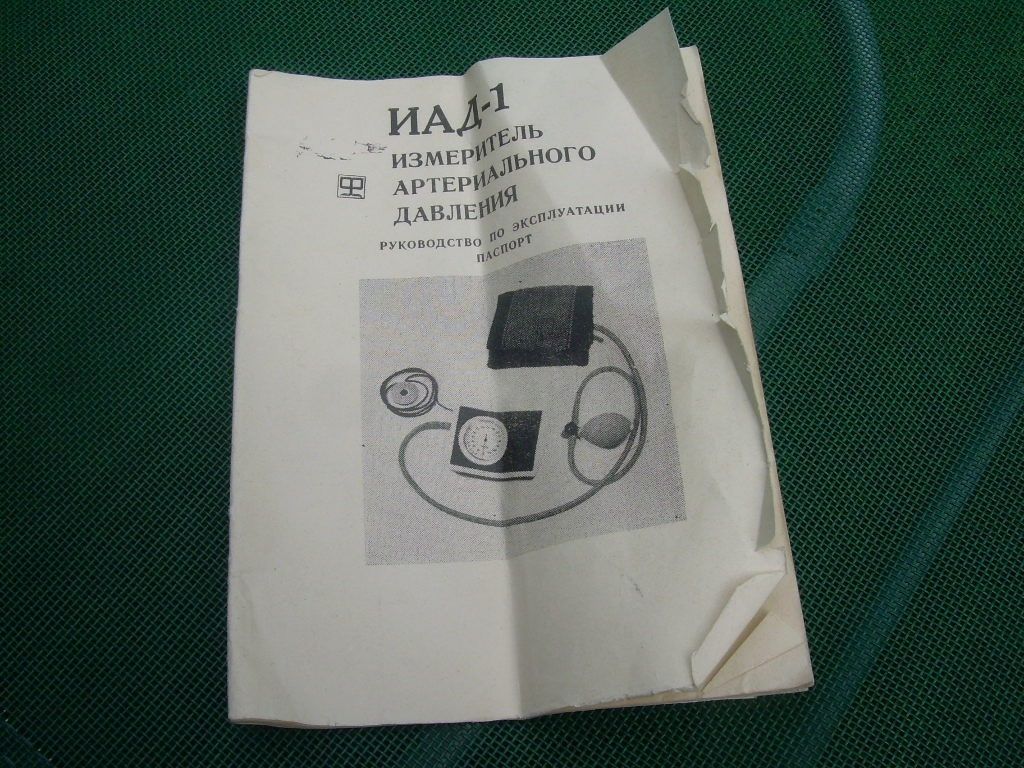 ИАД-1
ИЗМЕРИТЕЛЬ
АРТЕРИАЛЬНОГО
ДАВЛЕНИЯ
РУКОВОДСТВО ПО ЭКСПЛУАТАЦИИ
ПАСПОРТ